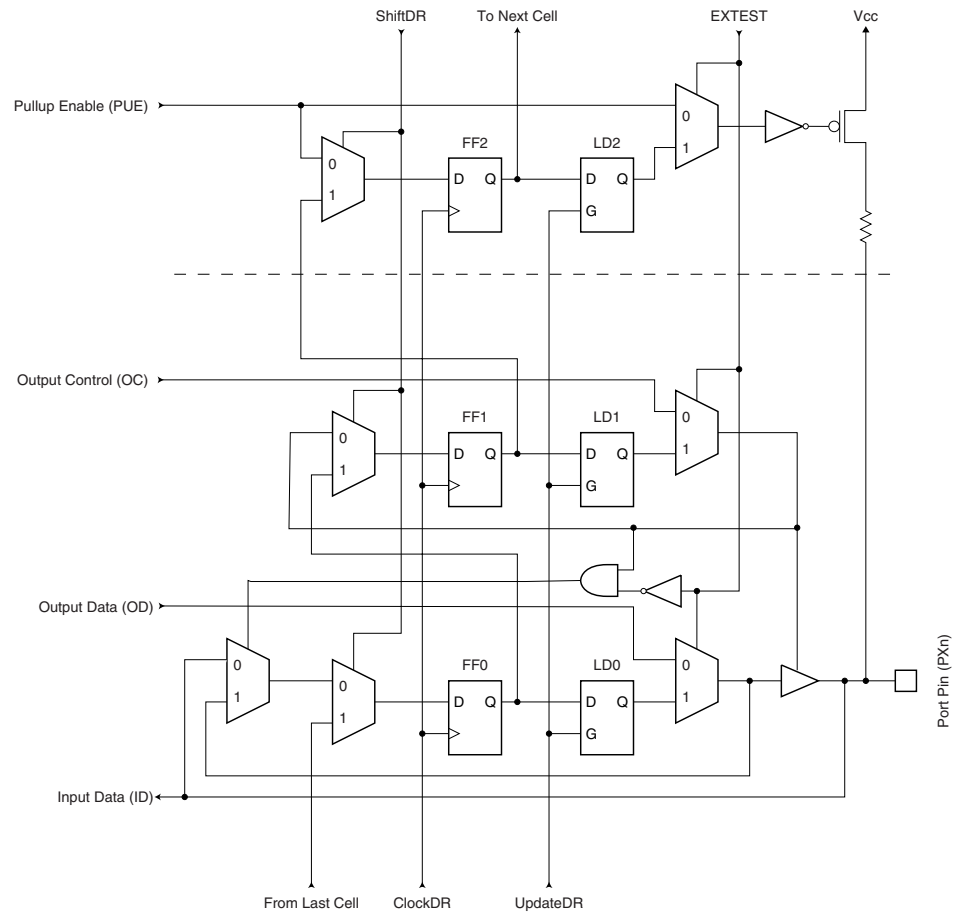 ShiftDR To Next Cell EXTEST Vcc
Pullup Enable (PUE)
0
1
FF2
D Q
LD2
D Q
G
0
1
Output Control (OC)
0
1
FF1
D Q
LD1
D Q
G
0
1
Output Data (OD)
0
1
0
1
FF0
D Q
LD0
D Q
G
0
1
Port Pin (PXn)
Input Data (ID)
From Last Cell ClockDR UpdateDR